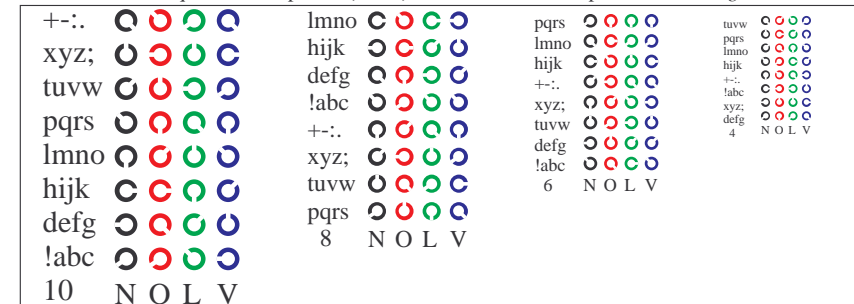 +-:.
xyz;
tuvw
pqrs
lmno
hijk
defg
!abc
10 N O L V
lmno
hijk
defg
!abc
+-:.
xyz;
tuvw
pqrs
8 N O L V
pqrs
lmno
hijk
+-:.
xyz;
tuvw
defg
!abc
6 N O L V
tuvw
pqrs
lmno
hijk
+-:.
!abc
xyz;
defg
4 N O L V